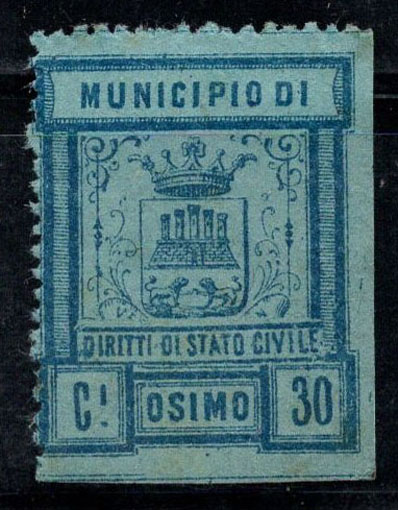 MUNICIPIO DI
DIRITTI DI STATO CIVILE
Cⁱ OSIMO 30